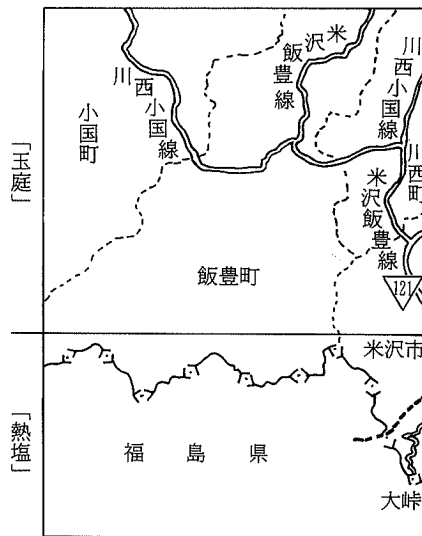 川西小国線
米沢飯豊線
川西小国線
小国町
川西町
米沢飯豊線
「玉庭」
飯豊町
121
米沢市
「熱塩」
福島県
大峠